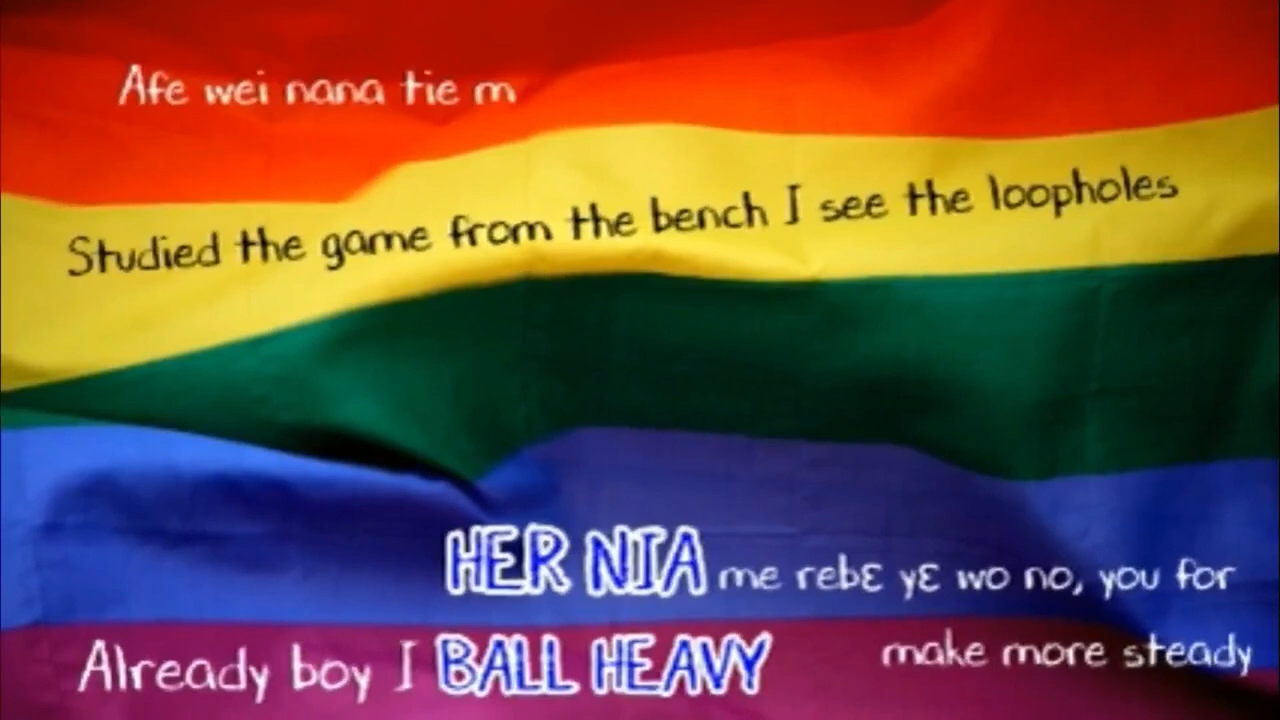 Afe wei nana tie m
Studied the game from the bench I see the loopholes
HER NIA me rebɛ yɛ wo no, you for
make more steady
Already boy I BALL HEAVY